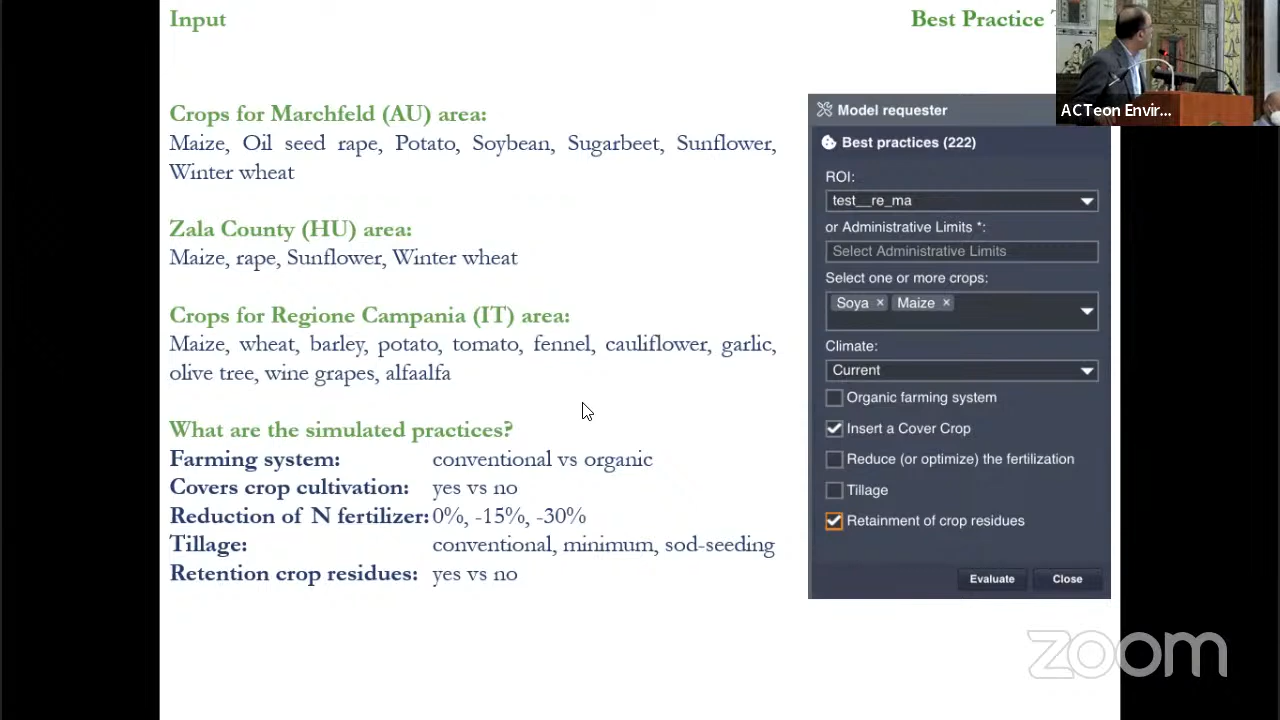 Input
Best Practice
Crops for Marchfeld (AU) area:
Maize, Oil seed rape, Potato, Soybean, Sugarbeet, Sunflower,
Winter wheat
Zala County (HU) area:
Maize, rape, Sunflower, Winter wheat
Crops for Regione Campania (IT) area:
Maize, wheat, barley, potato, tomato, fennel, cauliflower, garlic,
olive tree, wine grapes, alfaalfa
What are the simulated practices?
Farming system: conventional vs organic
Covers crop cultivation: yes vs no
Reduction of N fertilizer: 0%, -15%, -30%
Tillage: conventional, minimum, sod-seeding
Retention crop residues: yes vs no
Model requester
Best practices (222)
ROI:
test__re_ma
or Administrative Limits *:
Select Administrative Limits
Select one or more crops:
Soya × Maize ×
Climate:
Current
Organic farming system
Insert a Cover Crop
Reduce (or optimize) the fertilization
Tillage
Retainment of crop residues
Evaluate Close
ACTeon Envir...
zoom